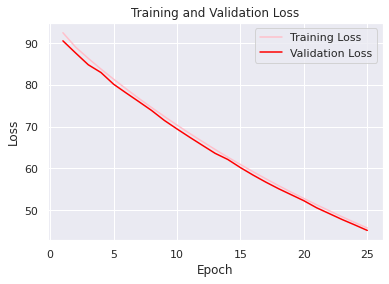 Training and Validation Loss
Training Loss
Validation Loss
90
80
70
60
50
Loss
0 5 10 15 20 25
Epoch